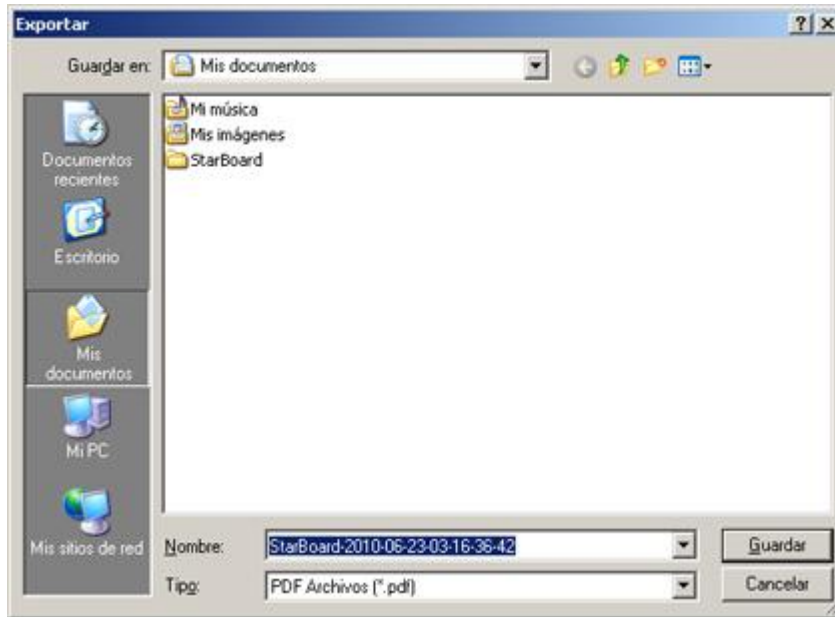 Exportar
Guardar en:
Mis documentos
Mi música
Mis imágenes
StarBoard
Documentos
recientes
Escritorio
Mis
documentos
Mi PC
Mis sitios de red
Nombre:
StarBoard-2010-06-23-03-16-36-42
Guardar
Tipo:
PDF Archivos (*.pdf)
Cancelar